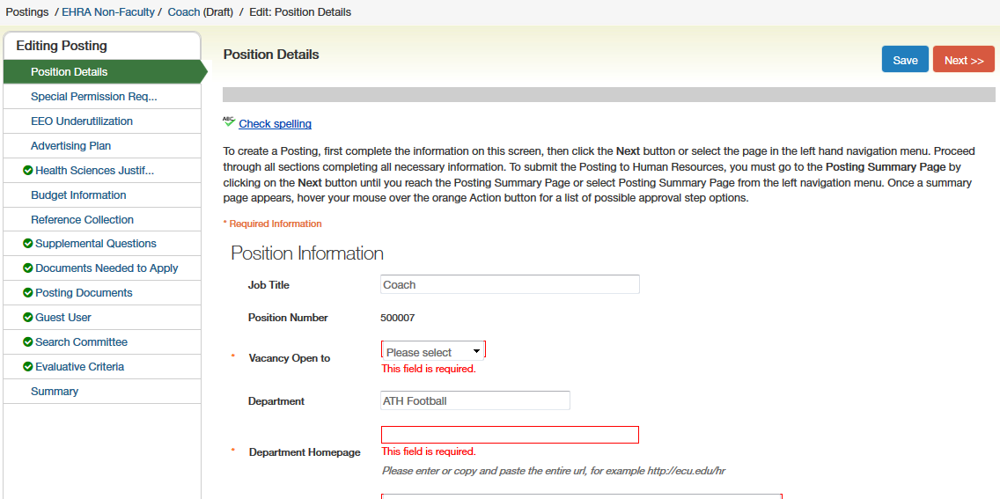 Postings / EHRA Non-Faculty / Coach (Draft) / Edit: Position Details
Editing Posting
Position Details
Special Permission Req...
EEO Underutilization
Advertising Plan
Health Sciences Justif...
Budget Information
Reference Collection
Supplemental Questions
Documents Needed to Apply
Posting Documents
Guest User
Search Committee
Evaluative Criteria
Summary
Position Details
Save
Next >>
ABC
Check spelling
To create a Posting, first complete the information on this screen, then click the Next button or select the page in the left hand navigation menu. Proceed
through all sections completing all necessary information. To submit the Posting to Human Resources, you must go to the Posting Summary Page by
clicking on the Next button until you reach the Posting Summary Page or select Posting Summary Page from the left navigation menu. Once a summary
page appears, hover your mouse over the orange Action button for a list of possible approval step options.
* Required Information
Position Information
Job Title Coach
Position Number 500007
* Vacancy Open to Please select
This field is required.
Department ATH Football
* Department Homepage
This field is required.
Please enter or copy and paste the entire url, for example http://ecu.edu/hr